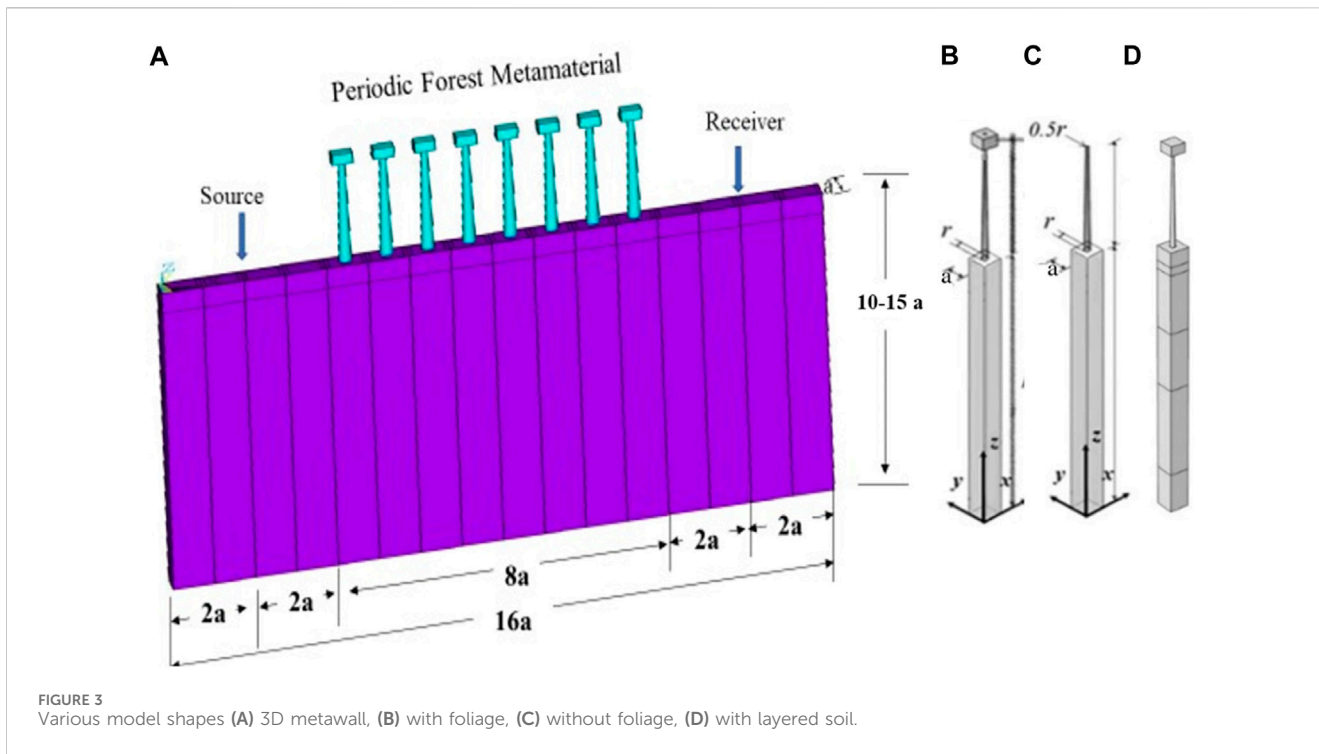 A
B
C
D
Periodic Forest Metamaterial
Receiver
Source
a
10-15 a
2a
2a
8a
2a
2a
16a
r
a
z
y
x
0.5r
r
a
z
y
x
FIGURE 3
Various model shapes (A) 3D metawall, (B) with foliage, (C) without foliage, (D) with layered soil.